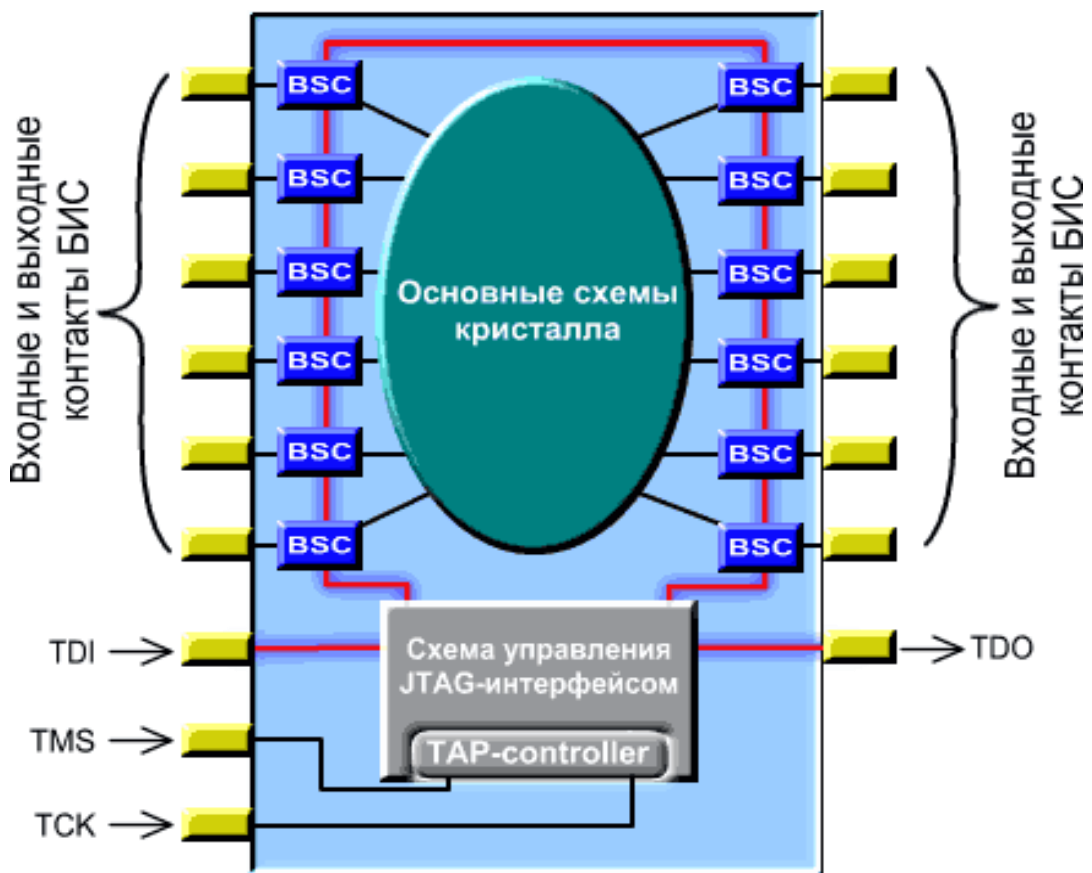 Входные и выходные
контакты БИС
BSC
BSC
BSC
BSC
BSC
BSC
Основные схемы
кристалла
BSC
BSC
BSC
BSC
BSC
BSC
Входные и выходные
контакты БИС
TDI
TMS
TCK
Схема управления
JTAG-интерфейсом
TAP-controller
TDO